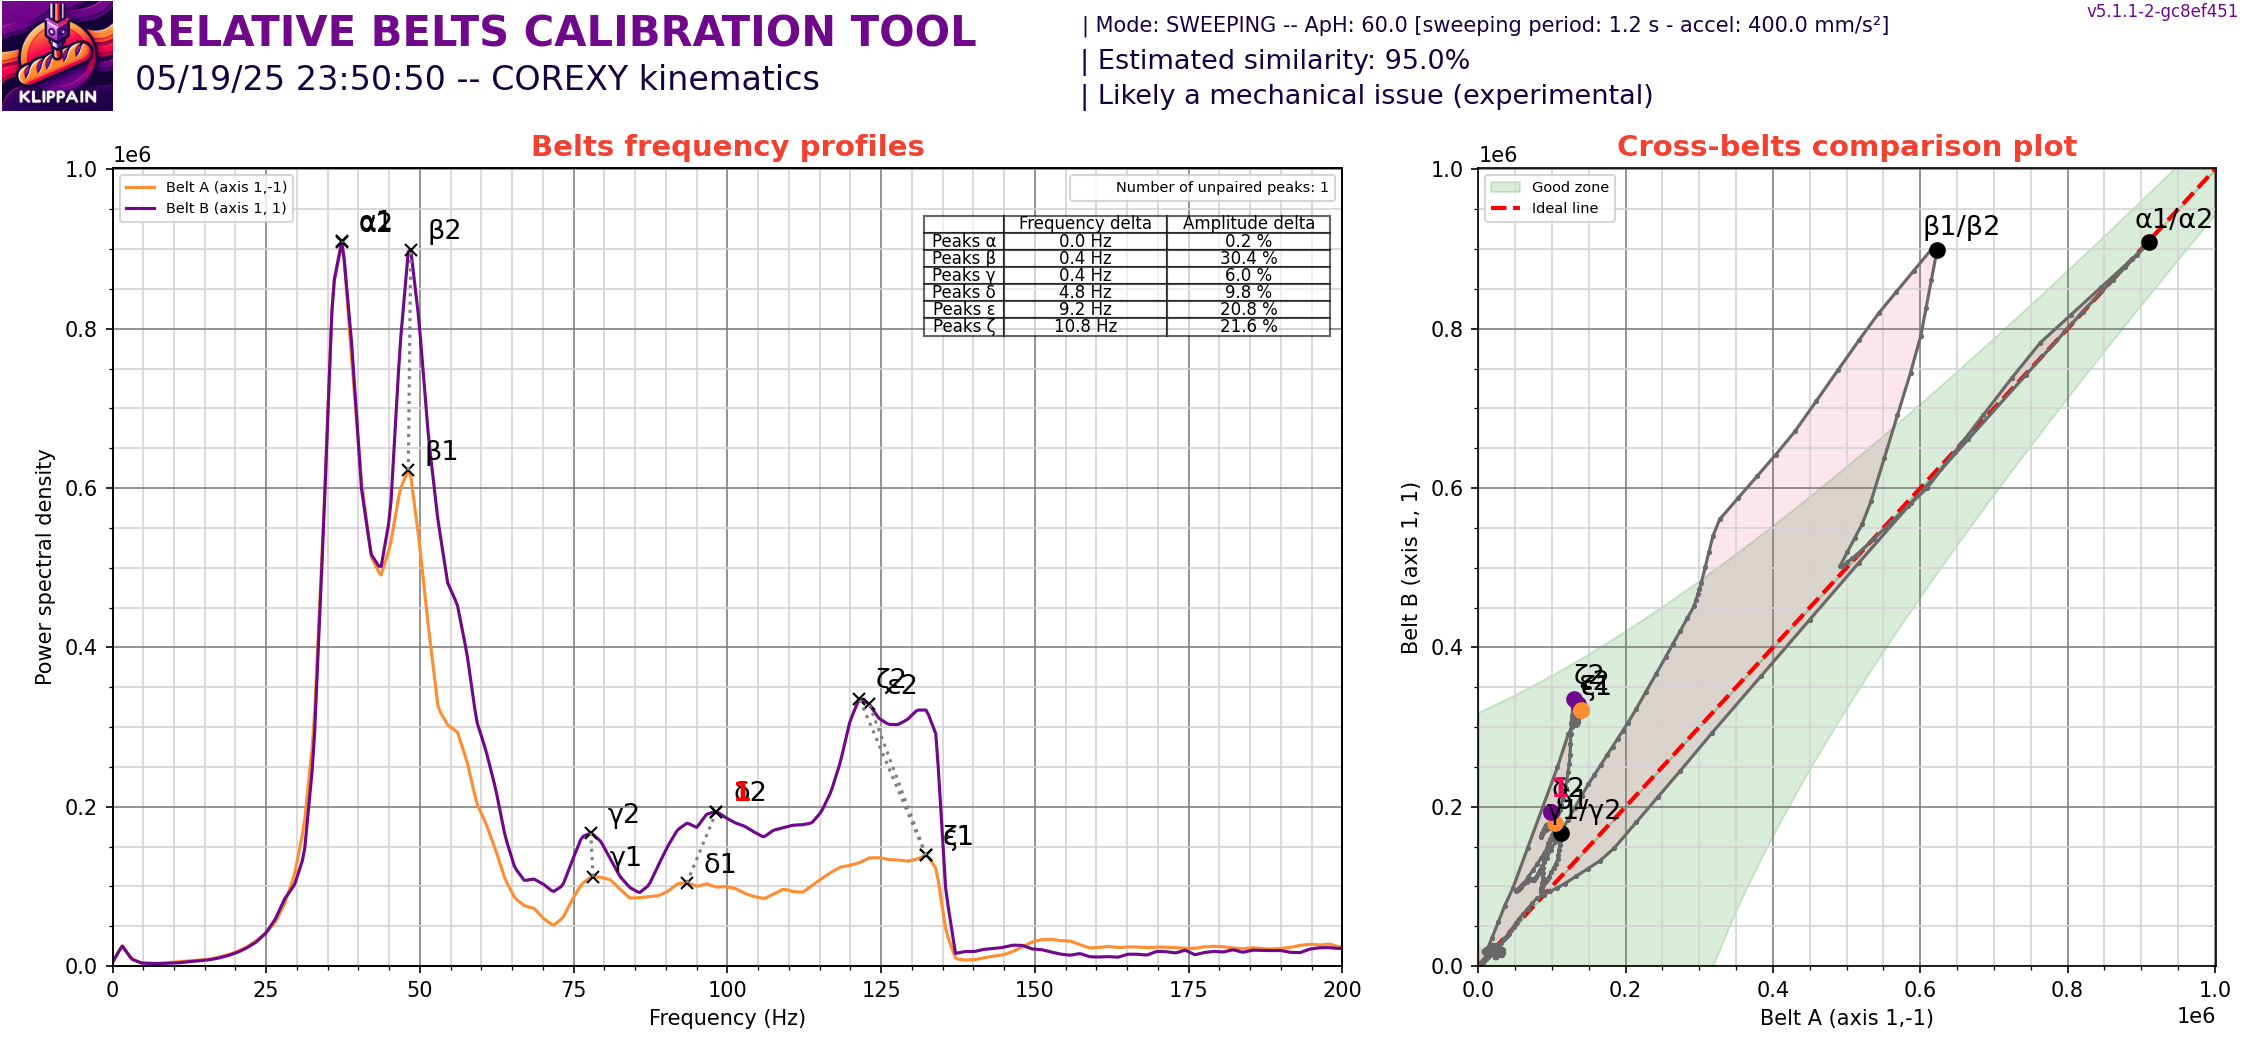 KLIPPAIN
RELATIVE BELTS CALIBRATION TOOL
05/19/25 23:50:50 -- COREXY kinematics
| Mode: SWEEPING -- ApH: 60.0 [sweeping period: 1.2 s - accel: 400.0 mm/s²]
| Estimated similarity: 95.0%
| Likely a mechanical issue (experimental)
v5.1.1-2-gc8ef451
Belts frequency profiles
1e6
Belt A (axis 1,-1)
Belt B (axis 1, 1)
Number of unpaired peaks: 1
Frequency delta Amplitude delta
Peaks α 0.0 Hz 0.2 %
Peaks β 0.4 Hz 30.4 %
Peaks γ 0.4 Hz 6.0 %
Peaks δ 4.8 Hz 9.8 %
Peaks ε 9.2 Hz 20.8 %
Peaks ζ 10.8 Hz 21.6 %
β2
β1
ζ2
ε2
γ2
γ1
1
δ2
δ1
ζ1
Power spectral density
1.0
0.8
0.6
0.4
0.2
0.0
0 25 50 75 100 125 150 175 200
Frequency (Hz)
Cross-belts comparison plot
1e6
Good zone
Ideal line
β1/β2
α1/α2
ζ2
1
γ1/γ2
Belt B (axis 1, 1)
1.0
0.8
0.6
0.4
0.2
0.0
0.0 0.2 0.4 0.6 0.8 1.0
Belt A (axis 1,-1)
1e6